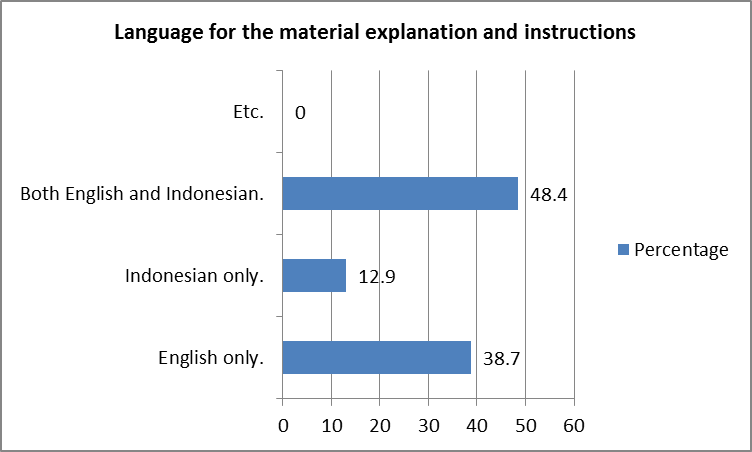 Language for the material explanation and instructions
Etc.
0
Both English and Indonesian.
48.4
Indonesian only.
12.9
English only.
38.7
Percentage
0 10 20 30 40 50 60